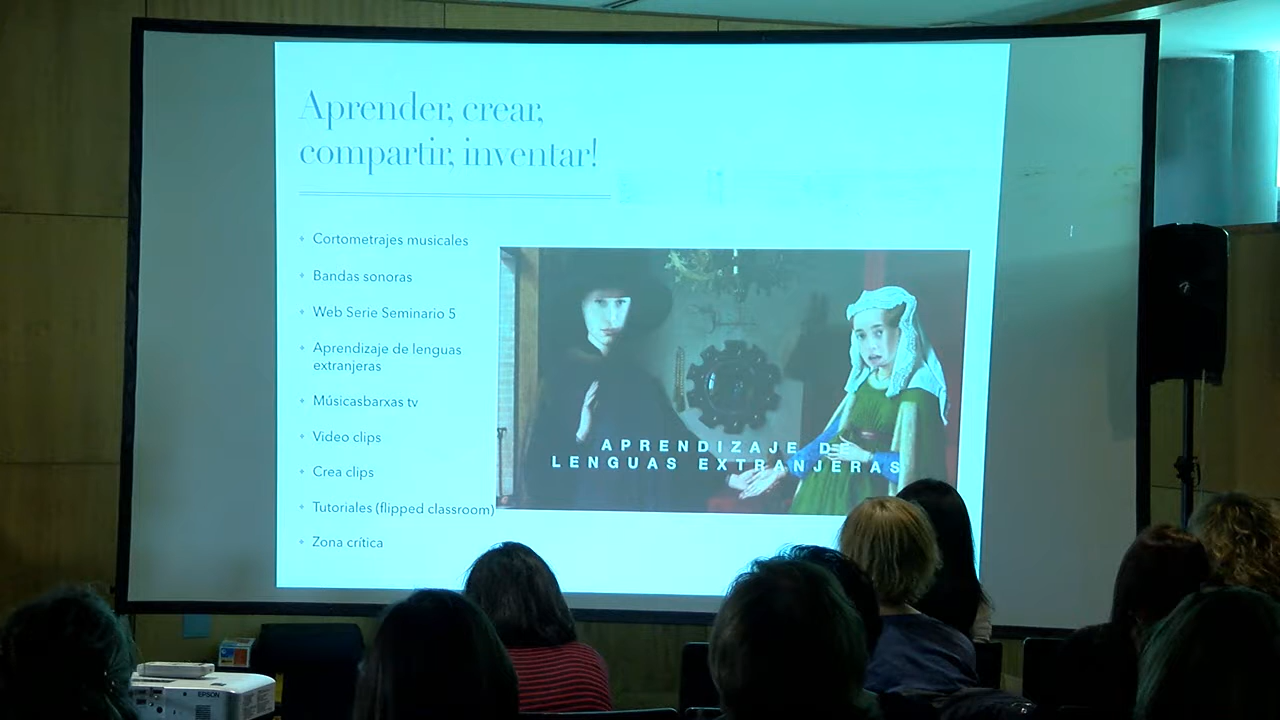 Aprender, crear,
compartir, inventar!
Cortometrajes musicales
Bandas sonoras
Web Serie Seminario 5
Aprendizaje de lenguas
extranjeras
Músicasbarxas tv
Video clips
Crea clips
Tutoriales (flipped classroom)
Zona crítica
APRENDIZAJE DE
LENGUAS EXTRANJERAS
EPSON